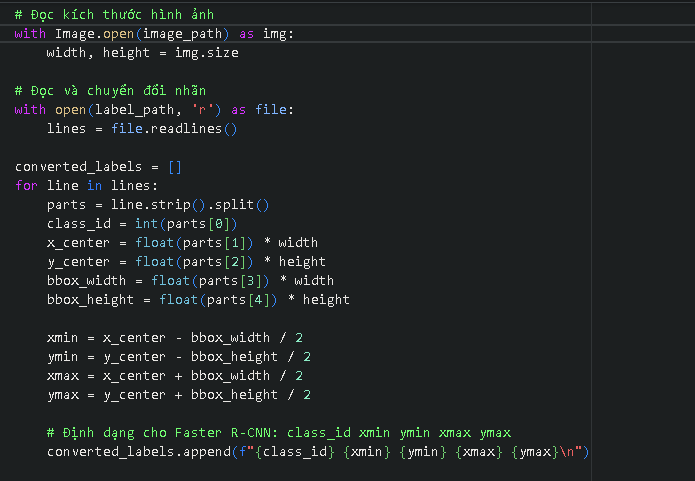 # Đọc kích thước hình ảnh
with Image.open(image_path) as img:
    width, height = img.size

# Đọc và chuyển đổi nhãn
with open(label_path, 'r') as file:
    lines = file.readlines()

converted_labels = []
for line in lines:
    parts = line.strip().split()
    class_id = int(parts[0])
    x_center = float(parts[1]) * width
    y_center = float(parts[2]) * height
    bbox_width = float(parts[3]) * width
    bbox_height = float(parts[4]) * height

    xmin = x_center - bbox_width / 2
    ymin = y_center - bbox_height / 2
    xmax = x_center + bbox_width / 2
    ymax = y_center + bbox_height / 2

    # Định dạng cho Faster R-CNN: class_id xmin ymin xmax ymax
    converted_labels.append(f"{class_id} {xmin} {ymin} {xmax} {ymax}\n")